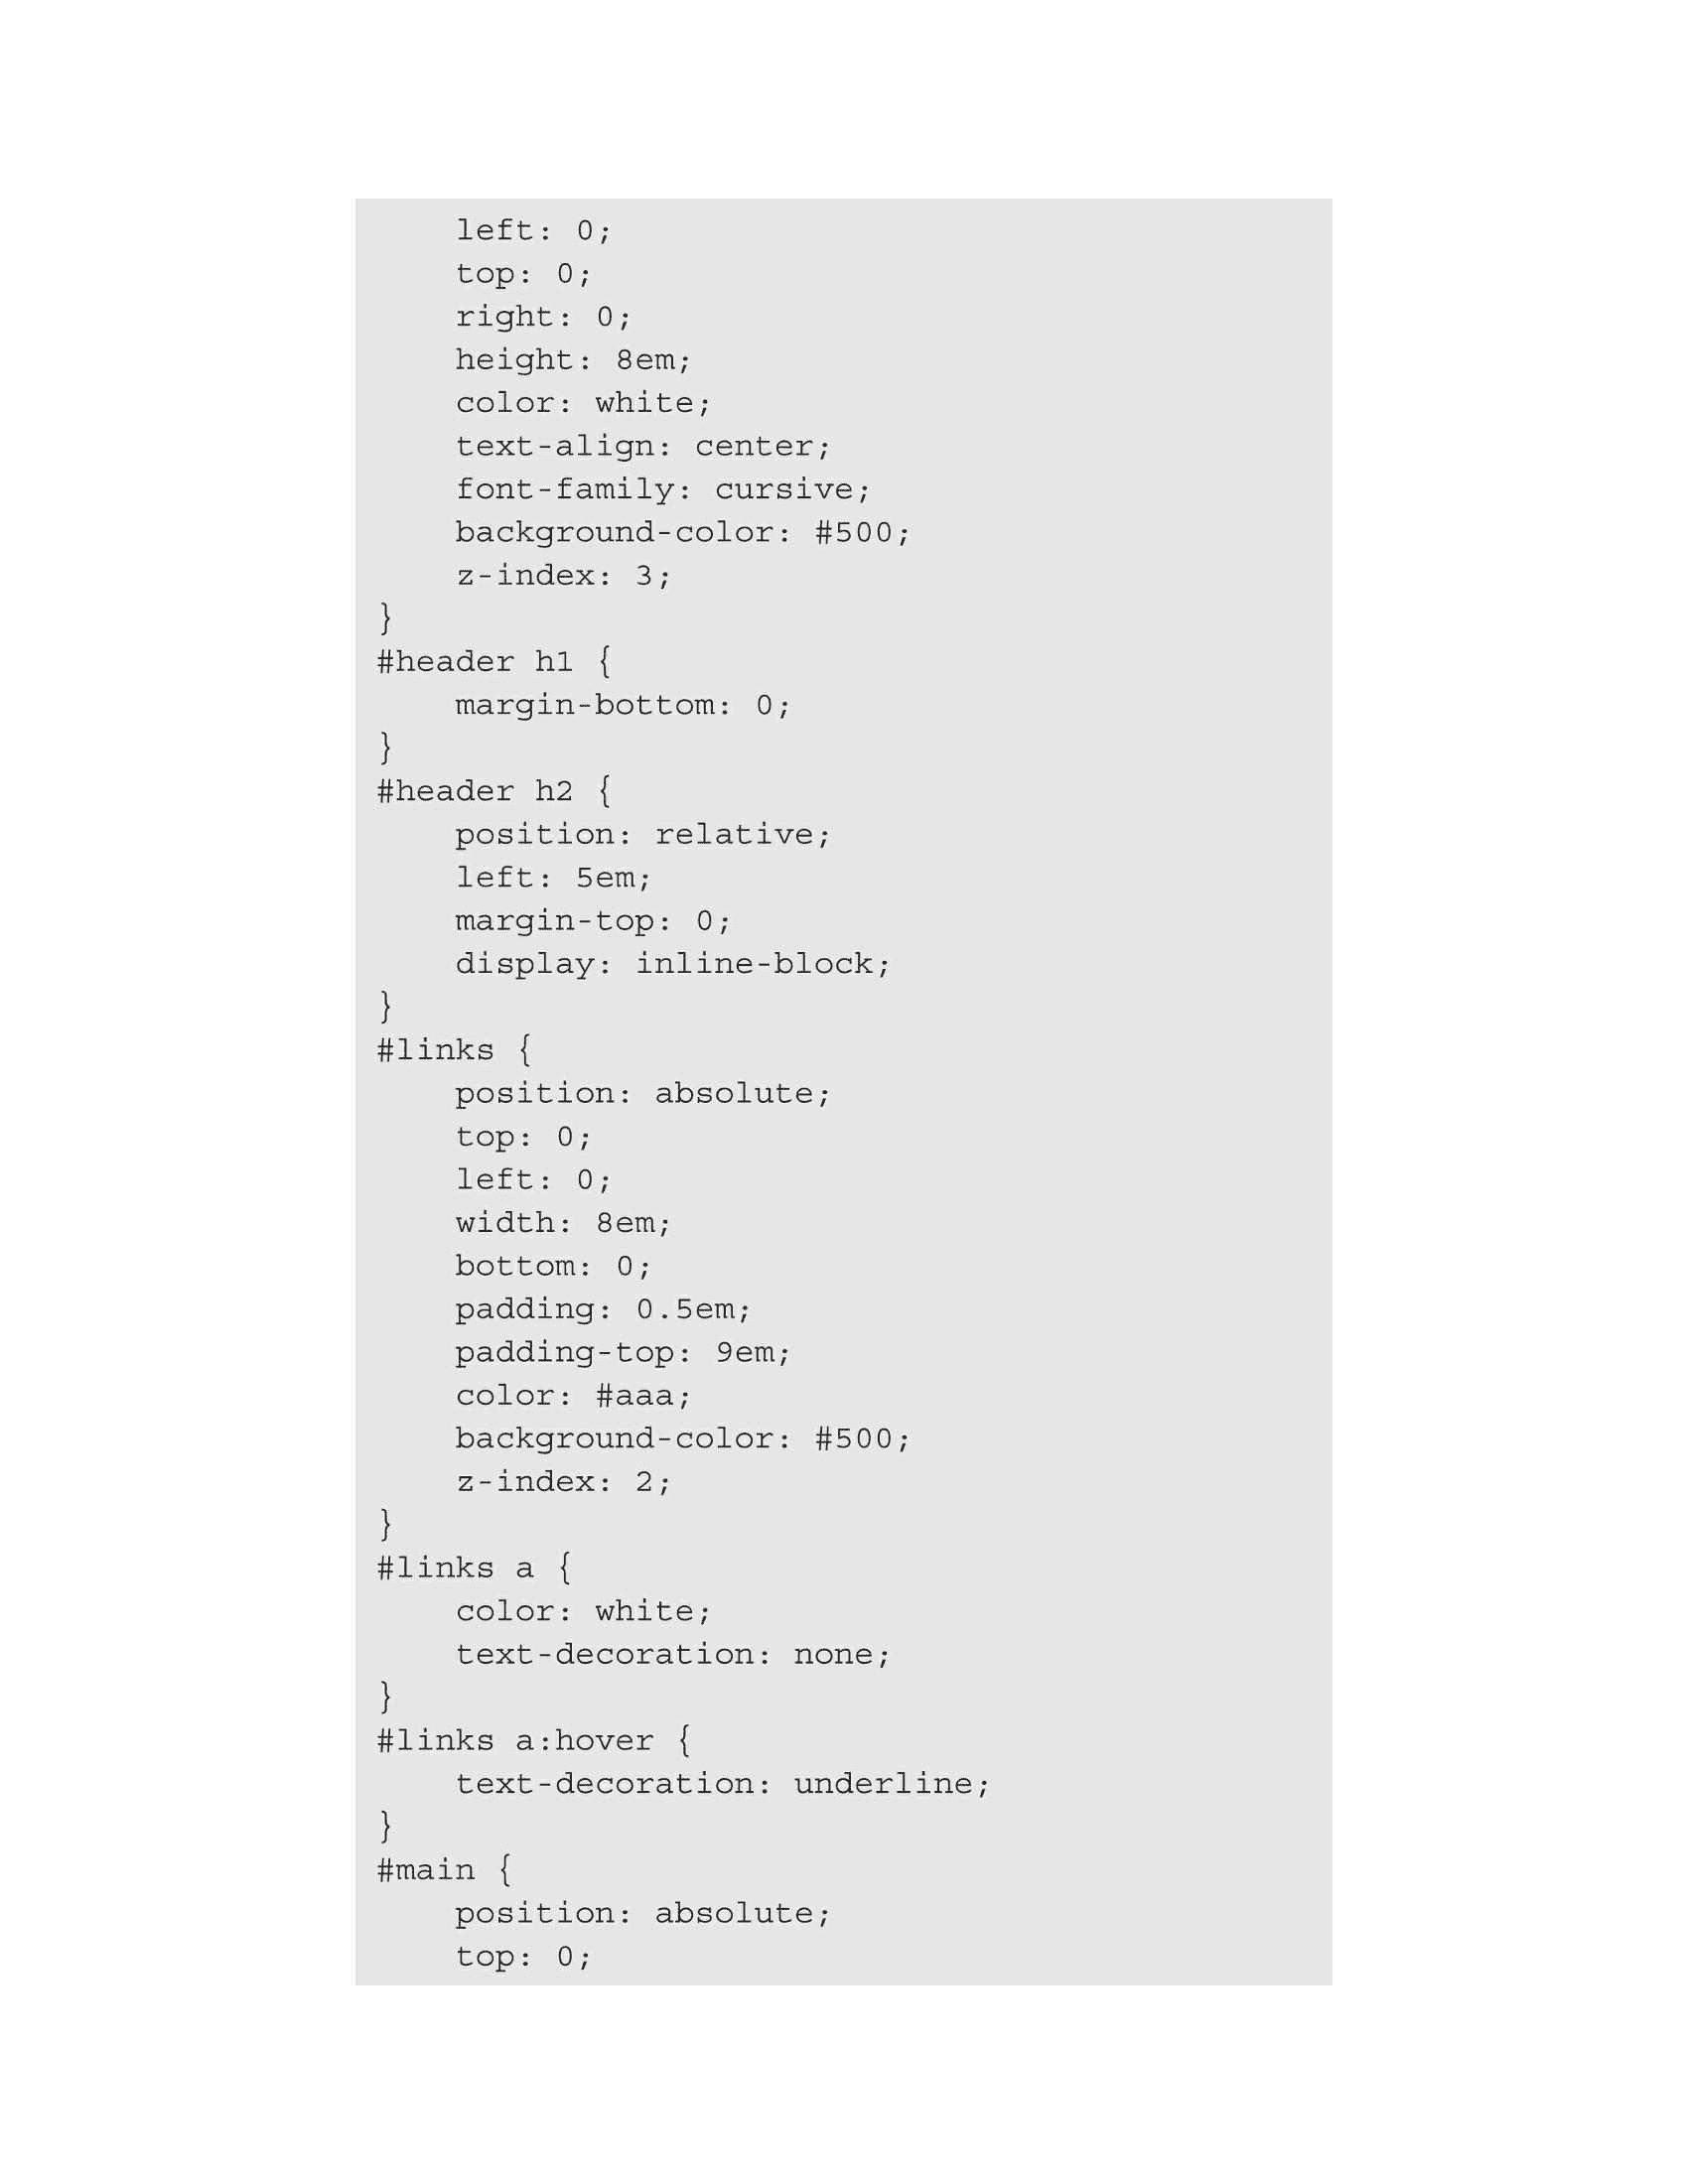 left: 0;
    top: 0;
    right: 0;
    height: 8em;
    color: white;
    text-align: center;
    font-family: cursive;
    background-color: #500;
    z-index: 3;
}
#header h1 {
    margin-bottom: 0;
}
#header h2 {
    position: relative;
    left: 5em;
    margin-top: 0;
    display: inline-block;
}
#links {
    position: absolute;
    top: 0;
    left: 0;
    width: 8em;
    bottom: 0;
    padding: 0.5em;
    padding-top: 9em;
    color: #aaa;
    background-color: #500;
    z-index: 2;
}
#links a {
    color: white;
    text-decoration: none;
}
#links a:hover {
    text-decoration: underline;
}
#main {
    position: absolute;
    top: 0;